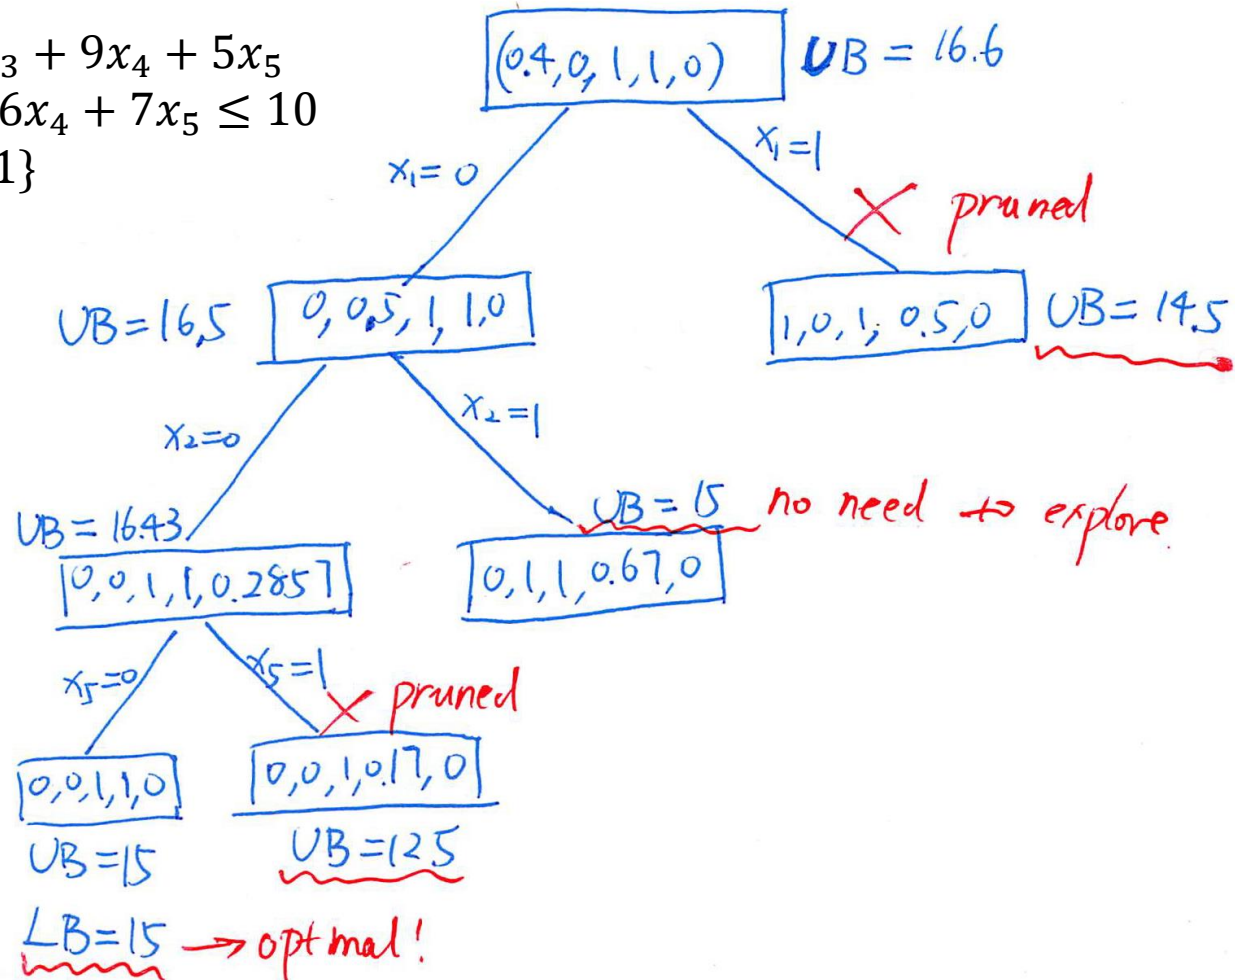 ₃ + 9x₄ + 5x₅
6x₄ + 7x₅ ≤ 10
1}
(0.4, 0, 1, 1, 0) UB = 16.6
x₁ = 0
x₁ = 1
X pruned
UB = 16.5
0, 0.5, 1, 1, 0
1, 0, 1, 0.5, 0
UB = 14.5
x₂ = 0
x₂ = 1
UB = 16.43
UB = 15 no need to explore.
0, 0, 1, 1, 0.2857
0, 1, 1, 0.67, 0
x₅ = 0
x₅ = 1
X pruned
0, 0, 1, 1, 0
0, 0, 1, 0.17, 0
UB = 15
UB = 12.5
LB = 15 → optmal!